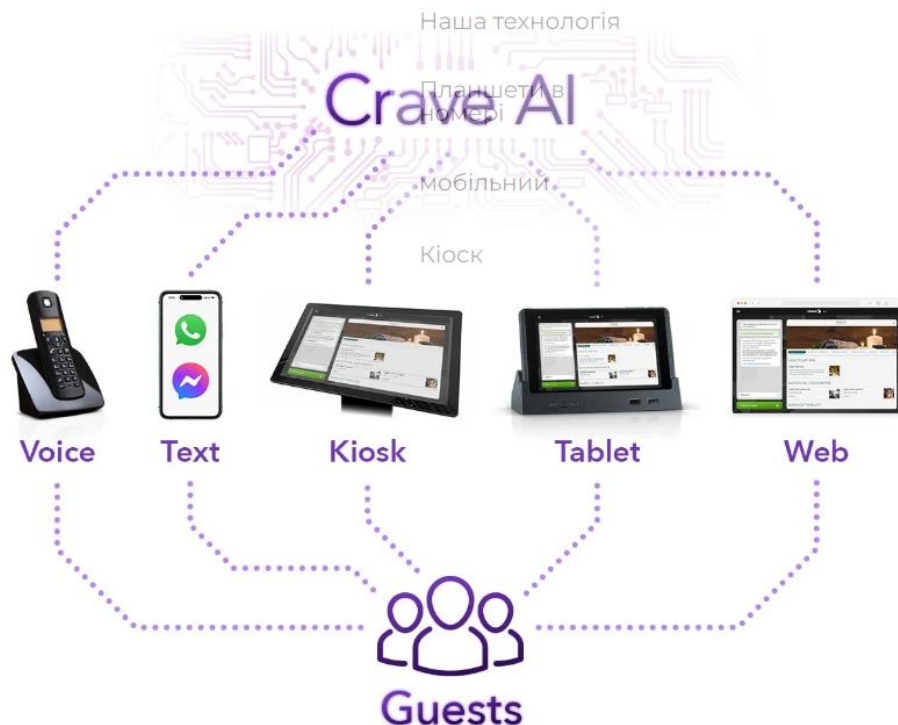 Наша технологія
Crave AI
Планшети в
номері
мобільний
Кіоск
Voice
Text
Kiosk
Tablet
Web
Guests